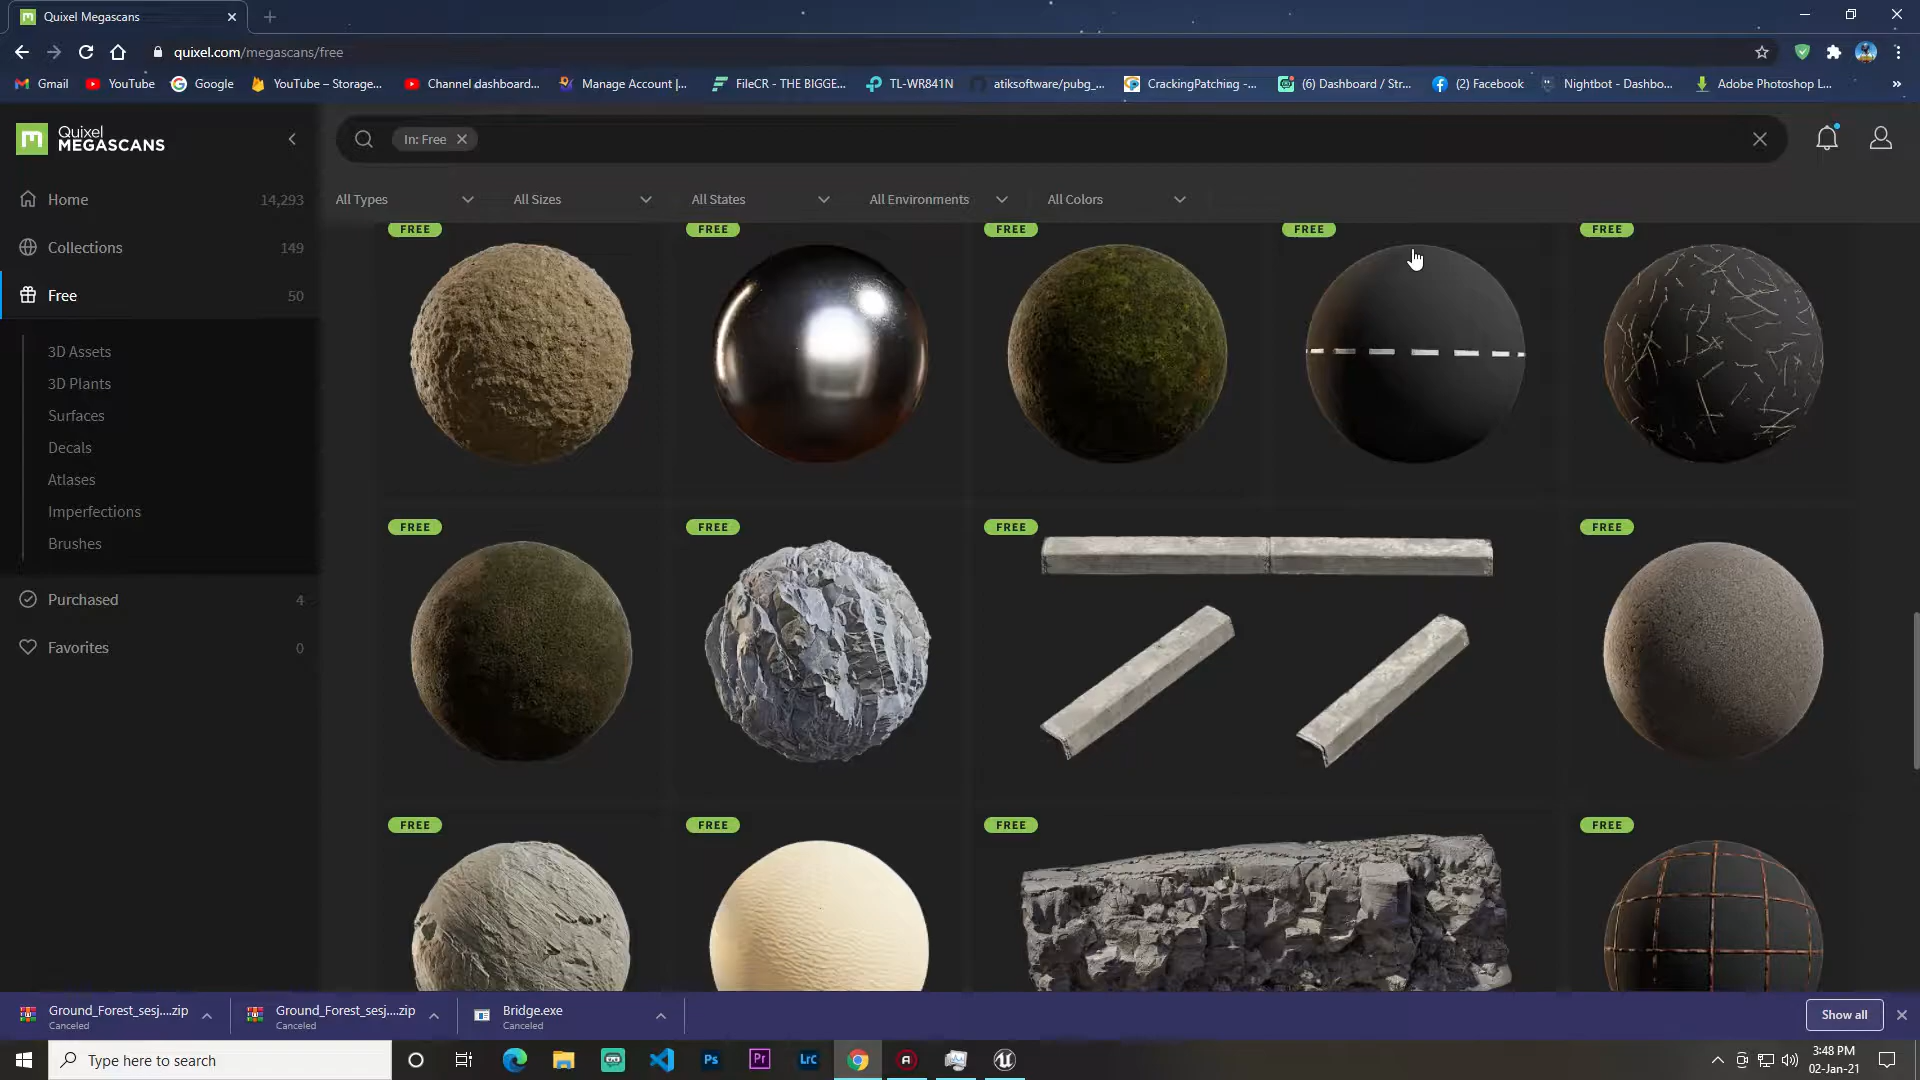 Quixel Megascans
quixel.com/megascans/free
Gmail
YouTube
Google
YouTube – Storage...
Channel dashboard...
Manage Account |...
FileCR - THE BIGGE...
TL-WR841N
atiksoftware/pubg_...
CrackingPatching -...
(6) Dashboard / Str...
(2) Facebook
Nightbot - Dashbo...
Adobe Photoshop L...
»
Quixel
MEGASCANS
In: Free
Home 14,293
Collections 149
Free 50
3D Assets
3D Plants
Surfaces
Decals
Atlases
Imperfections
Brushes
Purchased 4
Favorites 0
All Types
All Sizes
All States
All Environments
All Colors
FREE FREE FREE FREE FREE
FREE FREE FREE FREE
FREE FREE FREE FREE
Ground_Forest_sesj....zip
Canceled
Ground_Forest_sesj....zip
Canceled
Bridge.exe
Canceled
Show all
Type here to search
Ps
Pr
Lrc
3:48 PM
02-Jan-21